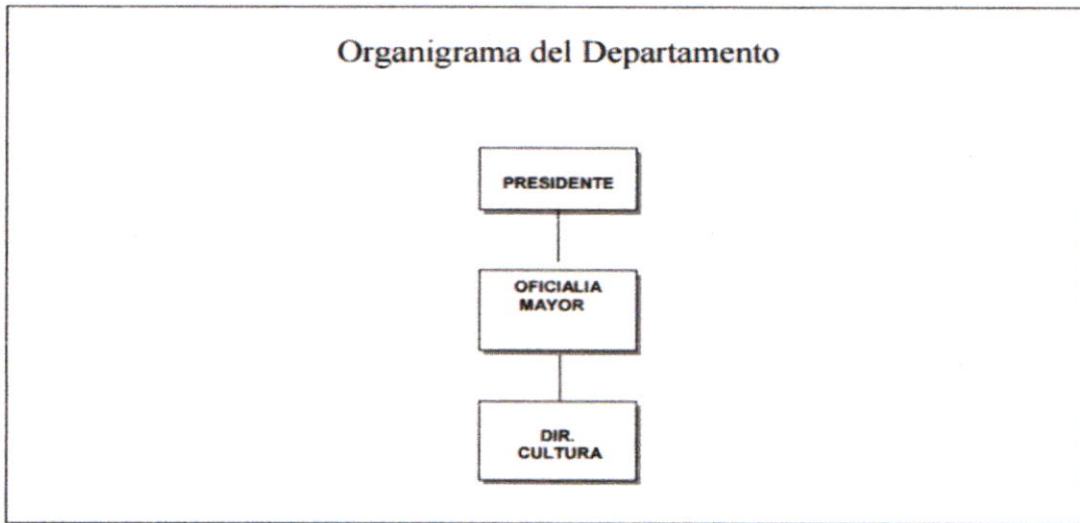 Organigrama del Departamento
PRESIDENTE
OFICIALIA
MAYOR
DIR.
CULTURA